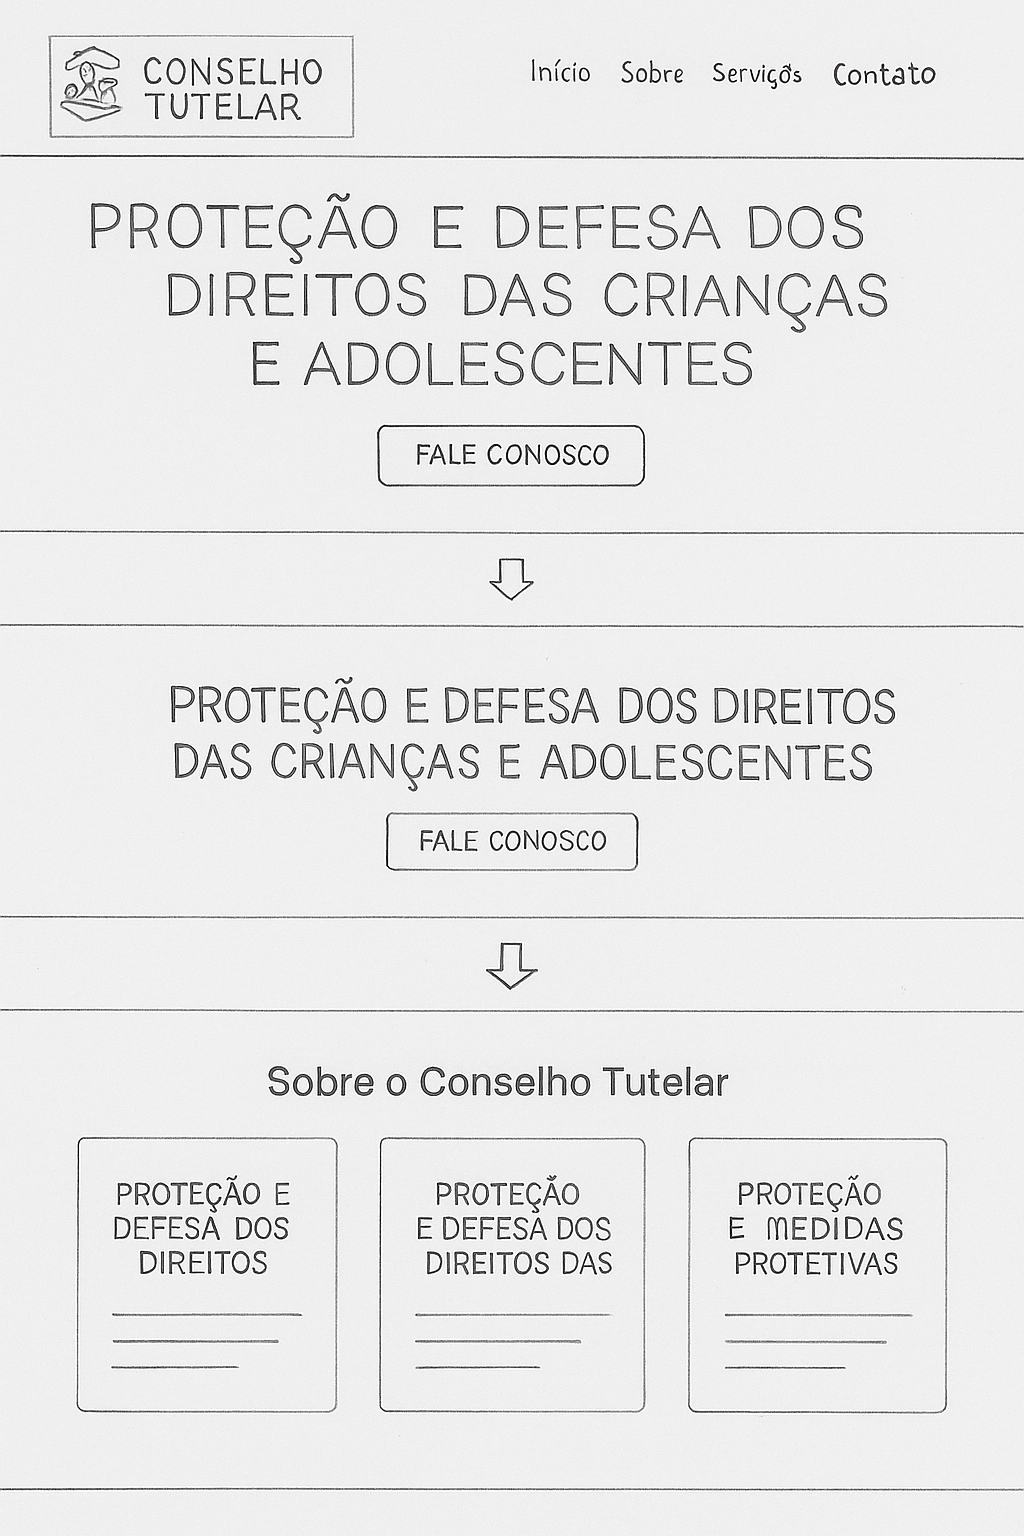 CONSELHO
TUTELAR
Início Sobre Contato
PROTEÇÃO E DEFESA DOS
DIREITOS DAS CRIANÇAS
E ADOLESCENTES
FALE CONOSCO
PROTEÇÃO E DEFESA DOS DIREITOS
DAS CRIANÇAS E ADOLESCENTES
FALE CONOSCO
Sobre o Conselho Tutelar
PROTEÇÃO E
DEFESA DOS
DIREITOS
PROTEÇÃO
E DEFESA DOS
DIREITOS DAS
PROTEÇÃO
E MEDIDAS
PROTETIVAS